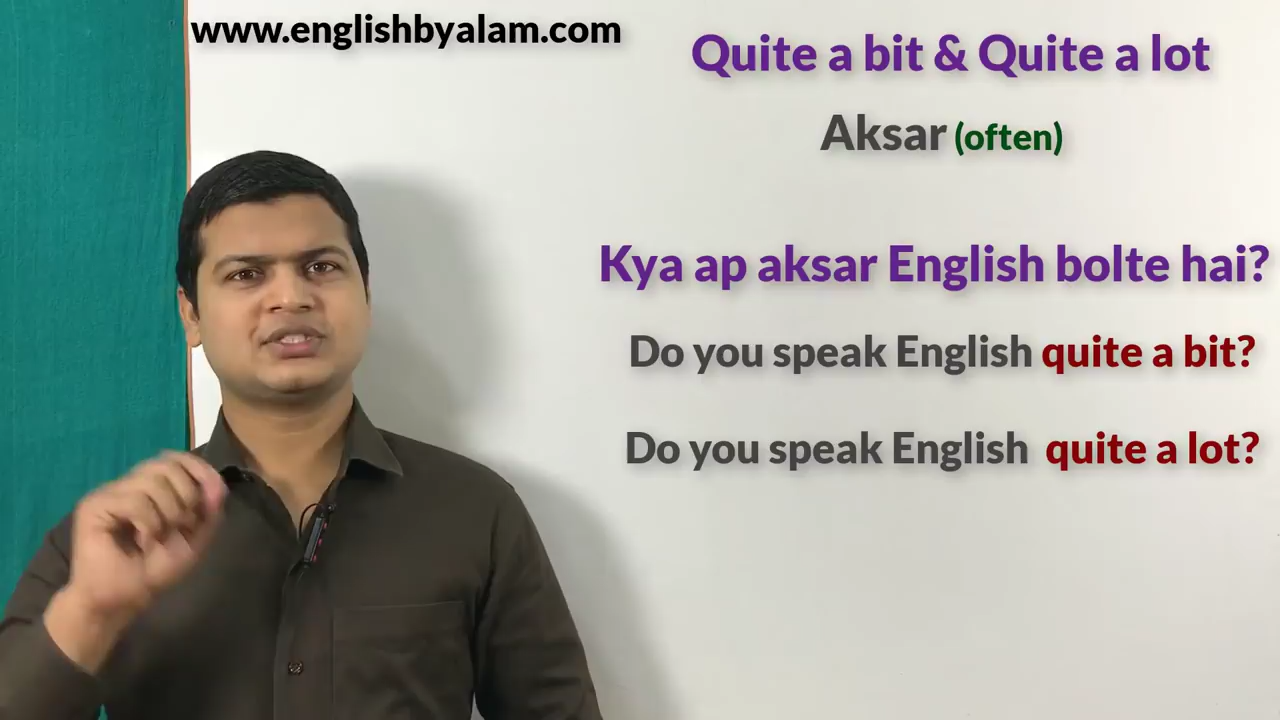 www.englishbyalam.com
Quite a bit & Quite a lot
Aksar (often)
Kya ap aksar English bolte hai?
Do you speak English quite a bit?
Do you speak English quite a lot?